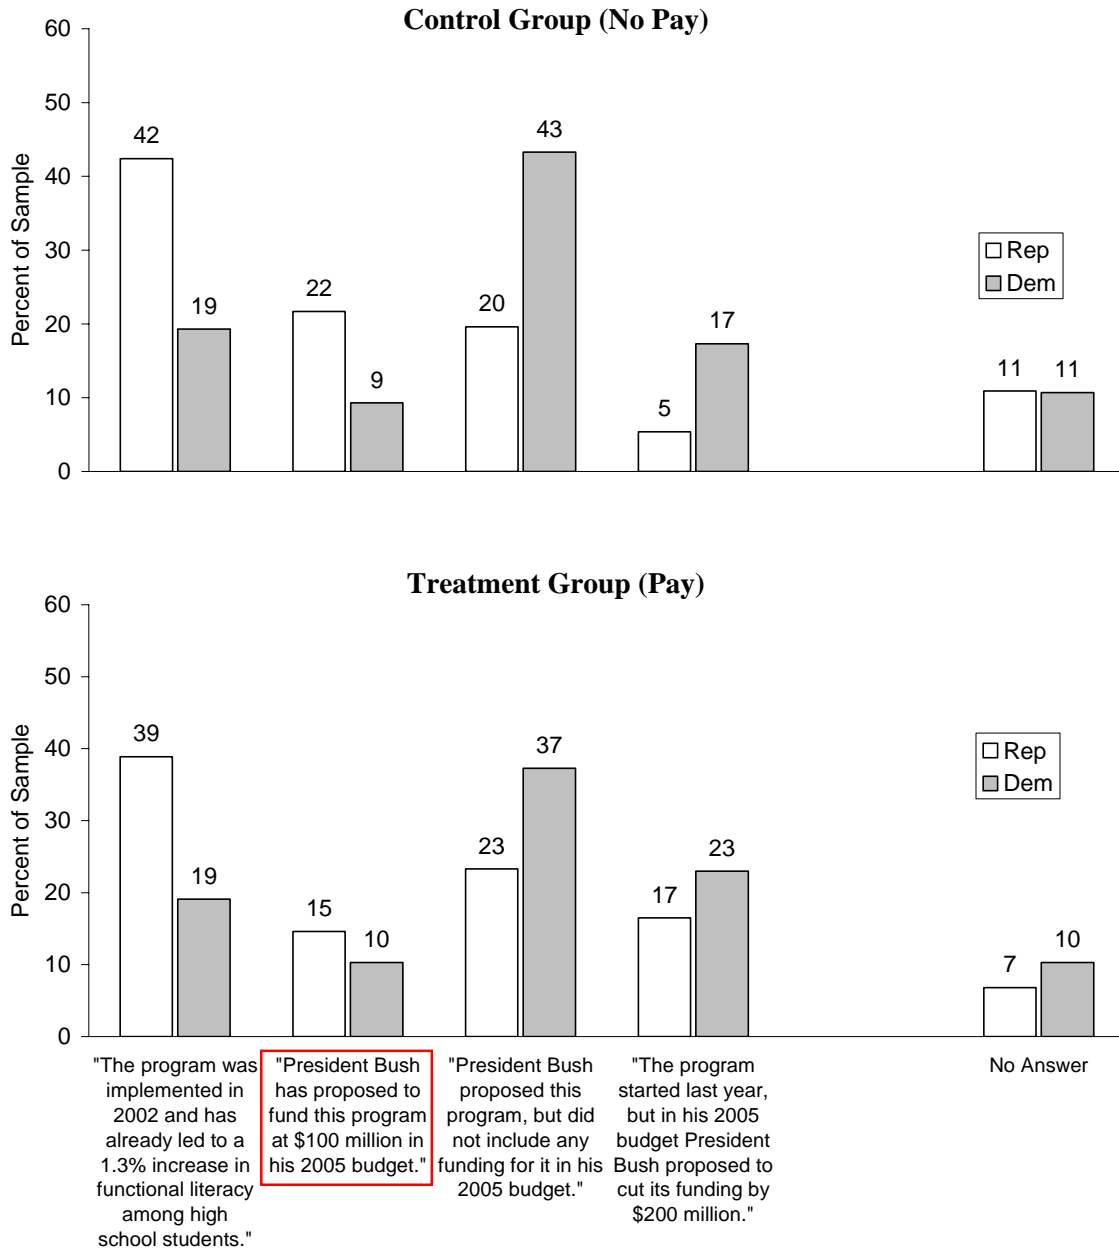 Control Group (No Pay)
60
50
40
30
20
10
0
Percent of Sample
42
19
22
9
20
43
5
17
11
11
Rep
Dem
Treatment Group (Pay)
60
50
40
30
20
10
0
Percent of Sample
39
19
15
10
23
37
17
23
7
10
Rep
Dem
"The program was
implemented in
2002 and has
already led to a
1.3% increase in
functional literacy
among high
school students."
"President Bush
has proposed to
fund this program
at $100 million in
his 2005 budget."
"President Bush
proposed this
program, but did
not include any
funding for it in his
2005 budget."
"The program
started last year,
but in his 2005
budget President
Bush proposed to
cut its funding by
$200 million."
No Answer